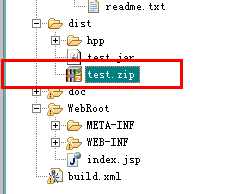 readme.txt
dist
hpp
test.jar
test.zip
doc
WebRoot
META-INF
WEB-INF
index.jsp
build.xml